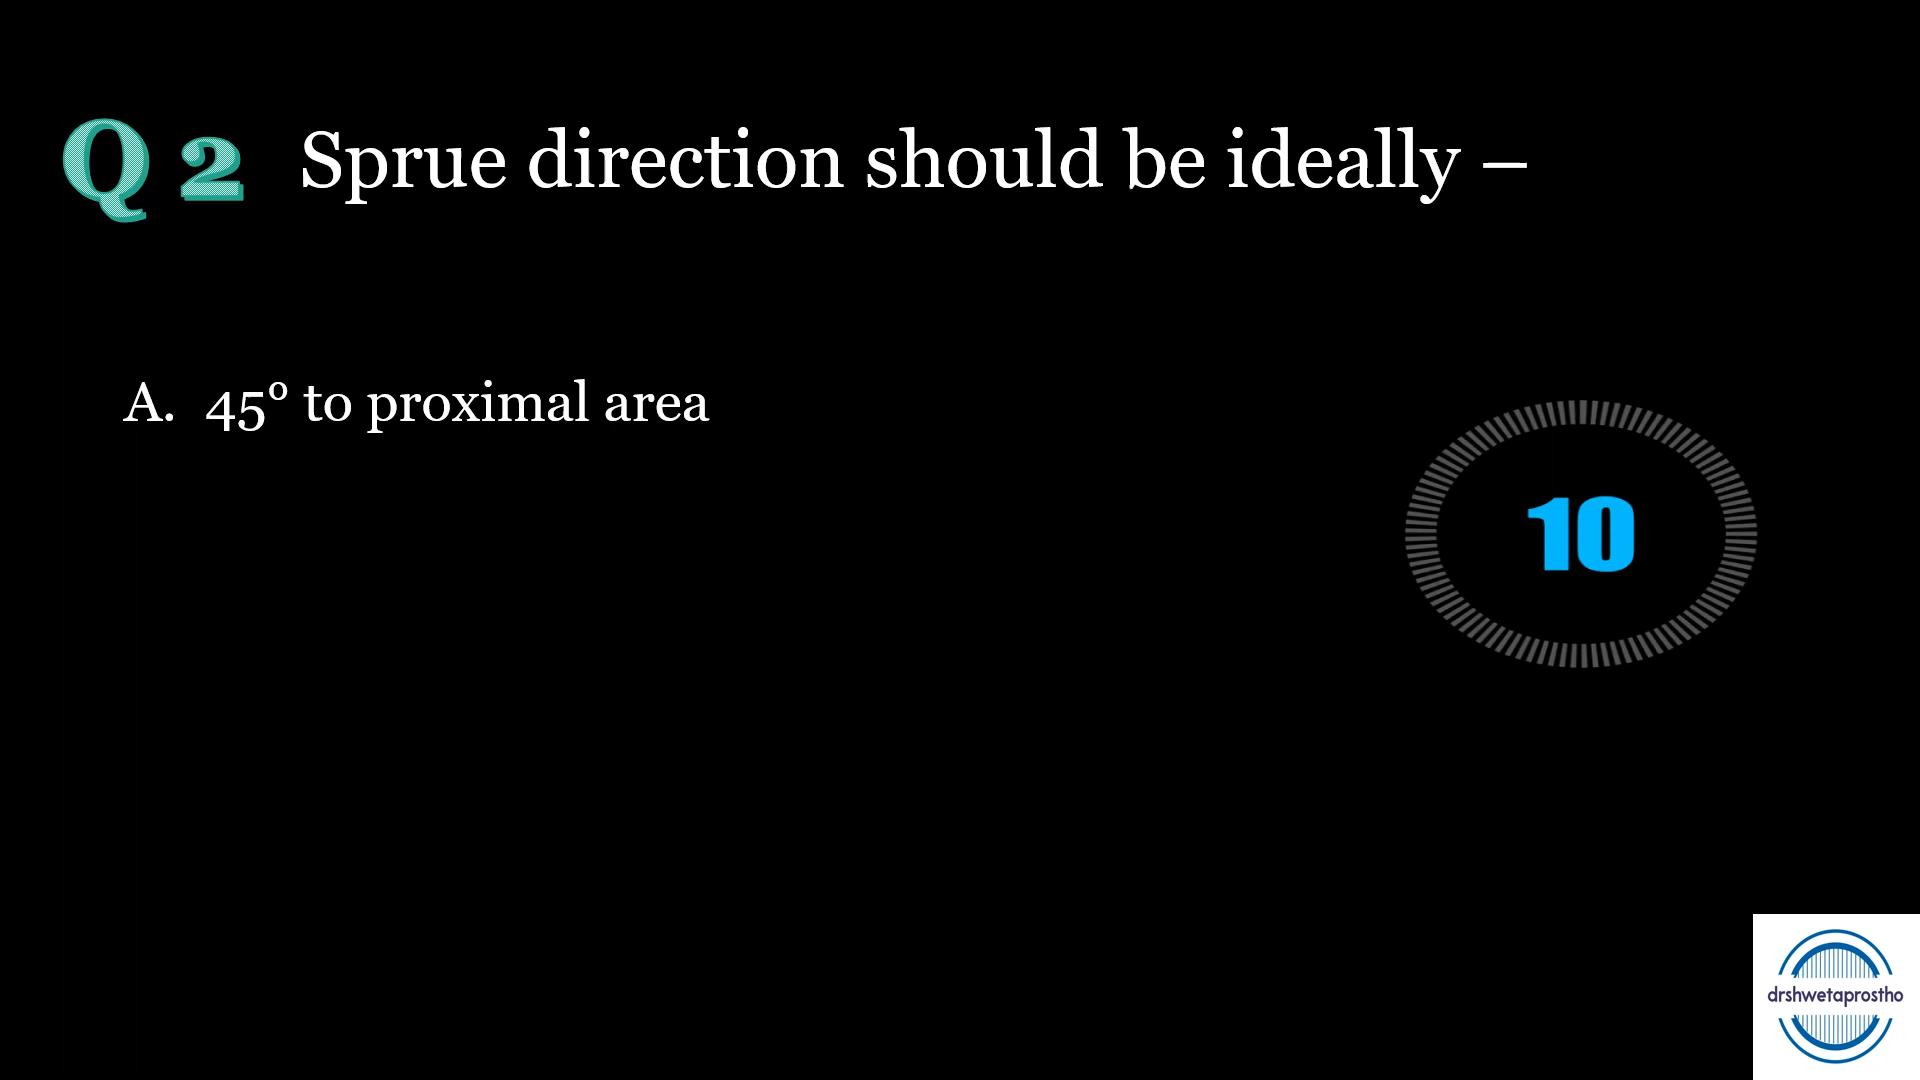 Q 2 Sprue direction should be ideally –
A. 45° to proximal area
10
drshwetaprostho